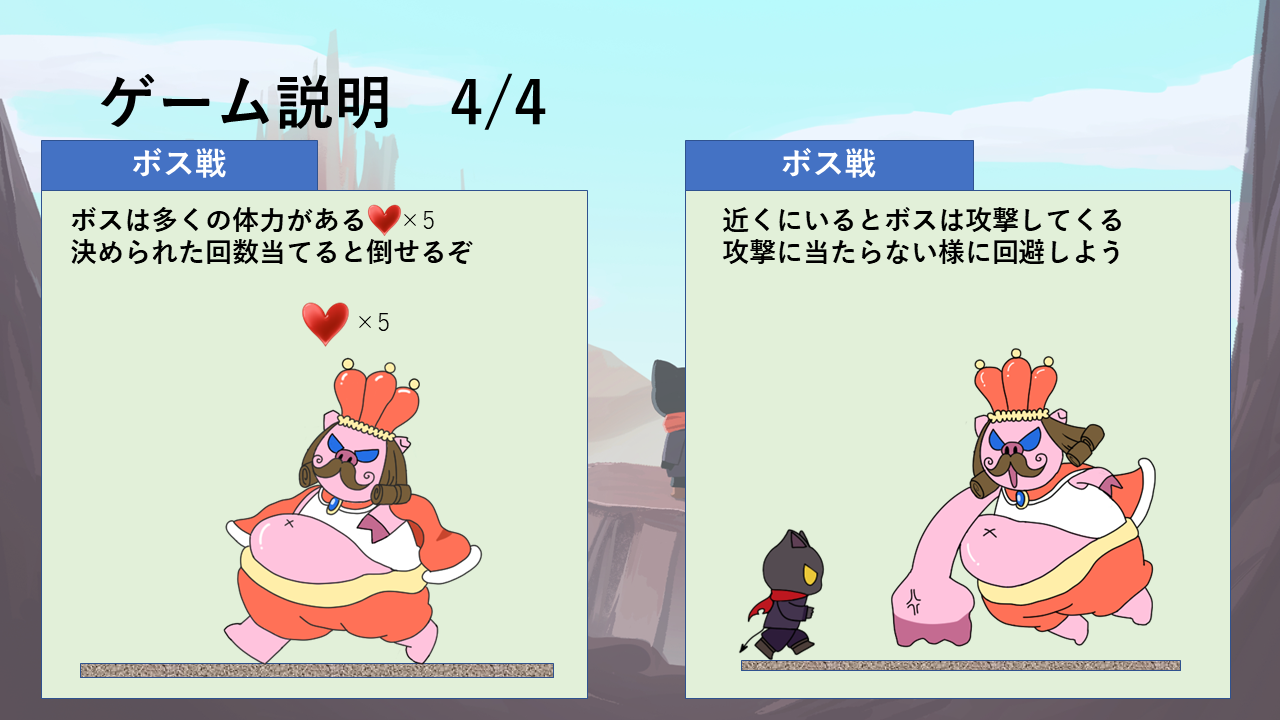 ゲーム説明　4/4
ボス戦
ボスは多くの体力がある×5
決められた回数当てると倒せるぞ
×5
ボス戦
近くにいるとボスは攻撃してくる
攻撃に当たらない様に回避しよう